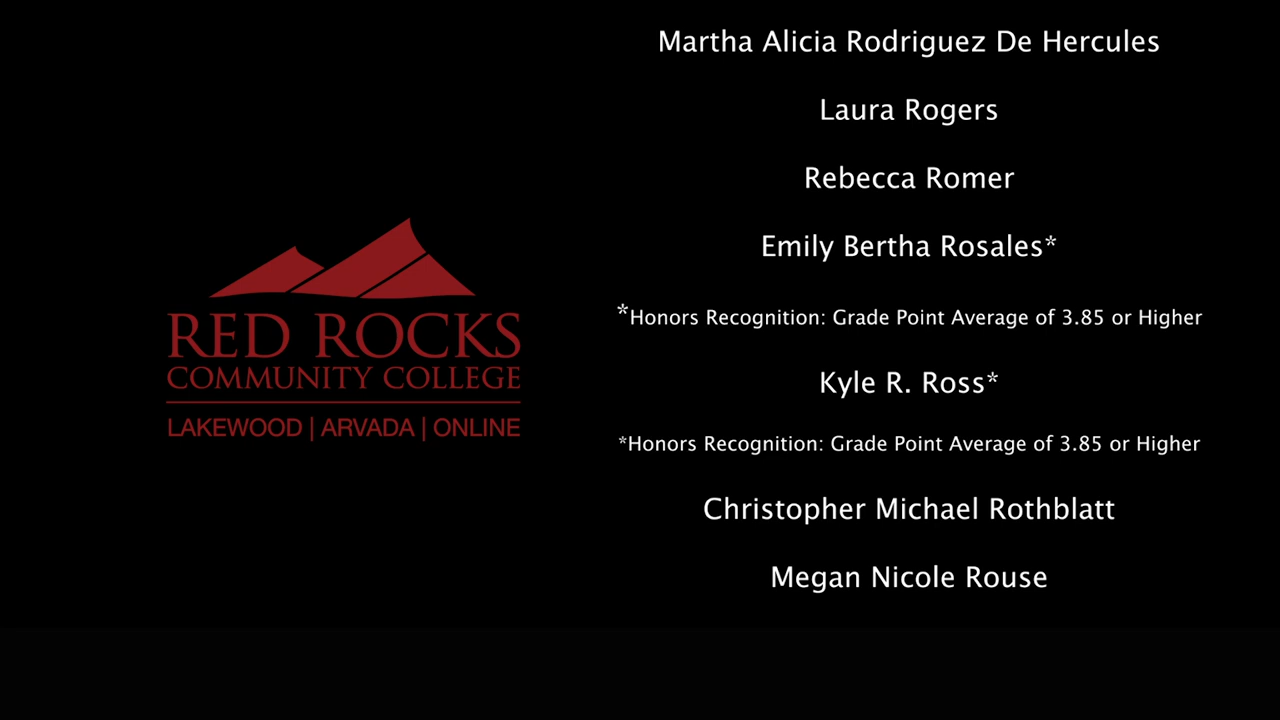 Martha Alicia Rodriguez De Hercules
Laura Rogers
Rebecca Romer
Emily Bertha Rosales*
*Honors Recognition: Grade Point Average of 3.85 or Higher
Kyle R. Ross*
*Honors Recognition: Grade Point Average of 3.85 or Higher
Christopher Michael Rothblatt
Megan Nicole Rouse
RED ROCKS
COMMUNITY COLLEGE
LAKEWOOD | ARVADA | ONLINE